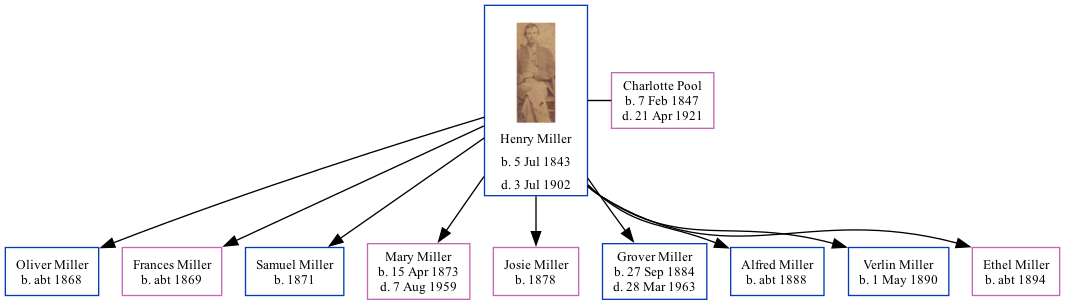 Henry Miller
b. 5 Jul 1843
d. 3 Jul 1902
Charlotte Pool
b. 7 Feb 1847
d. 21 Apr 1921
Oliver Miller
b. abt 1868
Frances Miller
b. abt 1869
Samuel Miller
b. 1871
Mary Miller
b. 15 Apr 1873
d. 7 Aug 1959
Josie Miller
b. 1878
Grover Miller
b. 27 Sep 1884
d. 28 Mar 1963
Alfred Miller
b. abt 1888
Verlin Miller
b. 1 May 1890
Ethel Miller
b. abt 1894